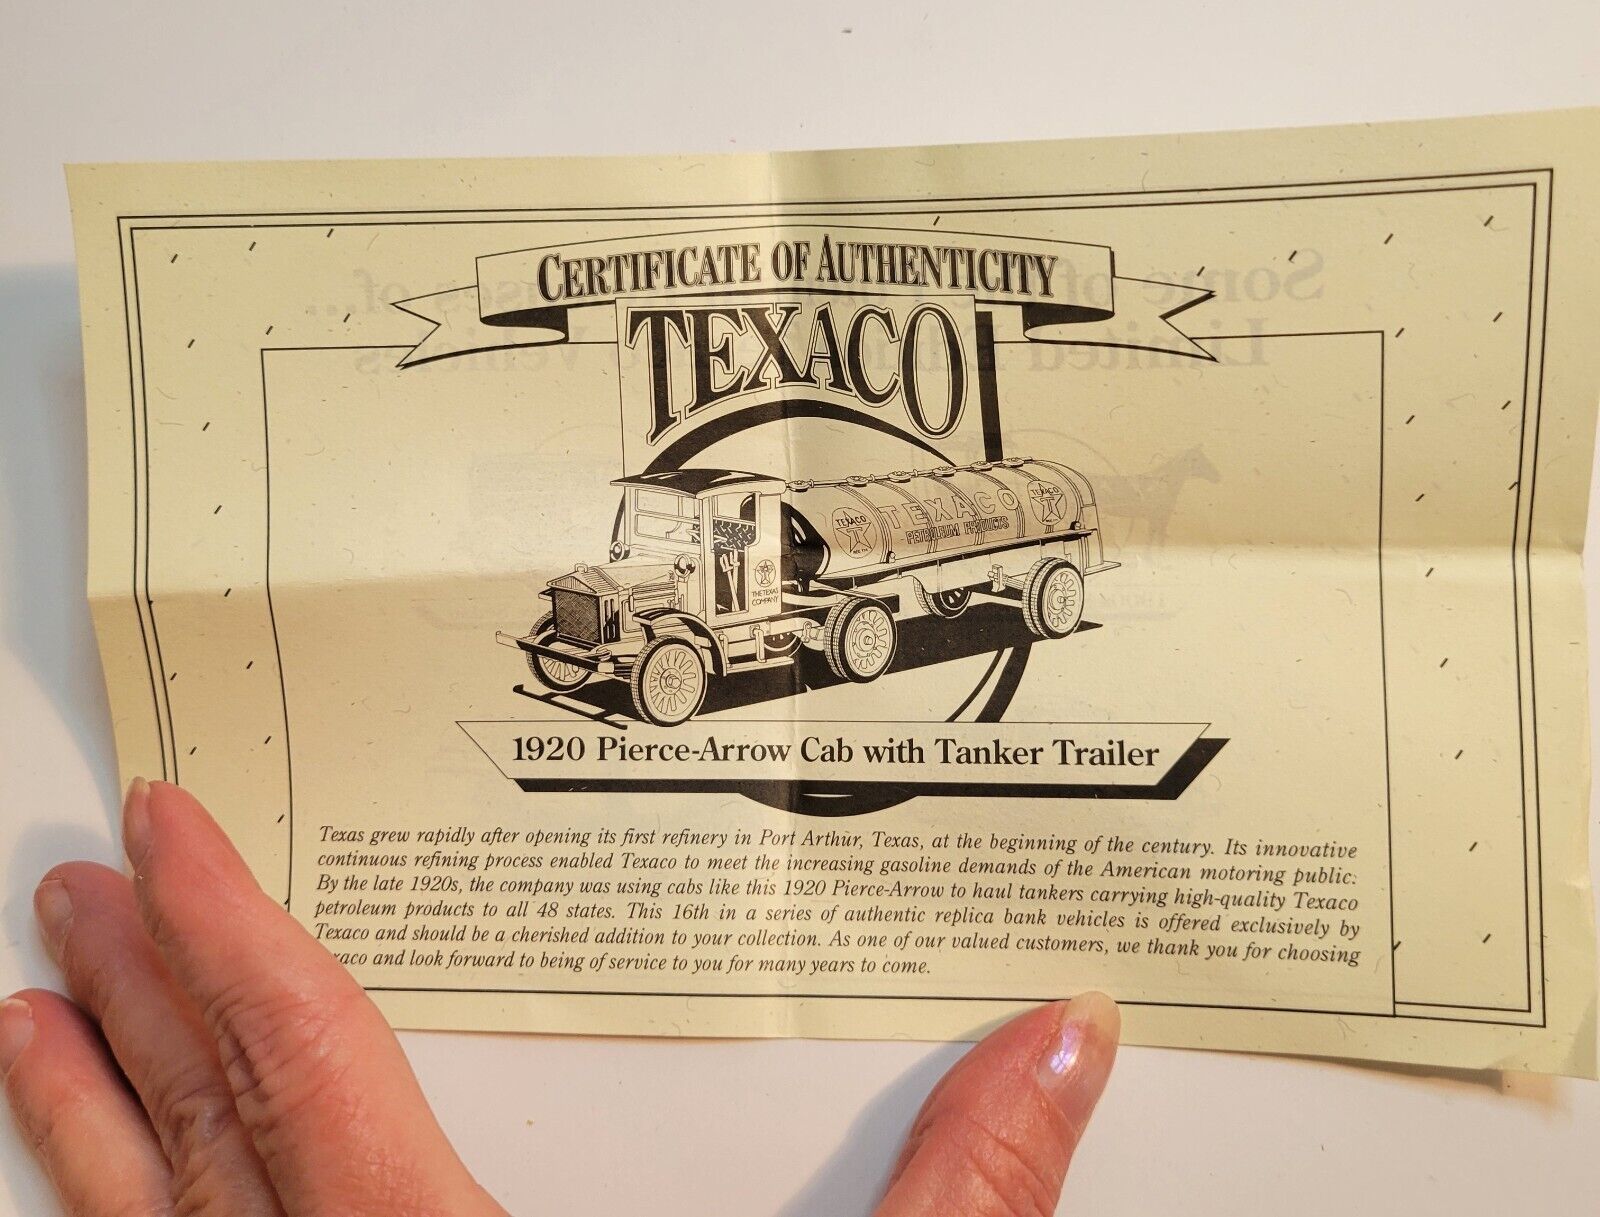 CERTIFICATE OF AUTHENTICITY
TEXACO
TEXACO
T
TEXACO
PETROLEUM PRODUCTS
TEXACO
T
THE TEXAS
COMPANY
1920 Pierce-Arrow Cab with Tanker Trailer
Texas grew rapidly after opening its first refinery in Port Arthur, Texas, at the beginning of the century. Its innovative
continuous refining process enabled Texaco to meet the increasing gasoline demands of the American motoring public.
By the late 1920s, the company was using cabs like this 1920 Pierce-Arrow to haul tankers carrying high-quality Texaco
petroleum products to all 48 states. This 16th in a series of authentic replica bank vehicles is offered exclusively by
Texaco and should be a cherished addition to your collection. As one of our valued customers, we thank you for choosing
xaco and look forward to being of service to you for many years to come.